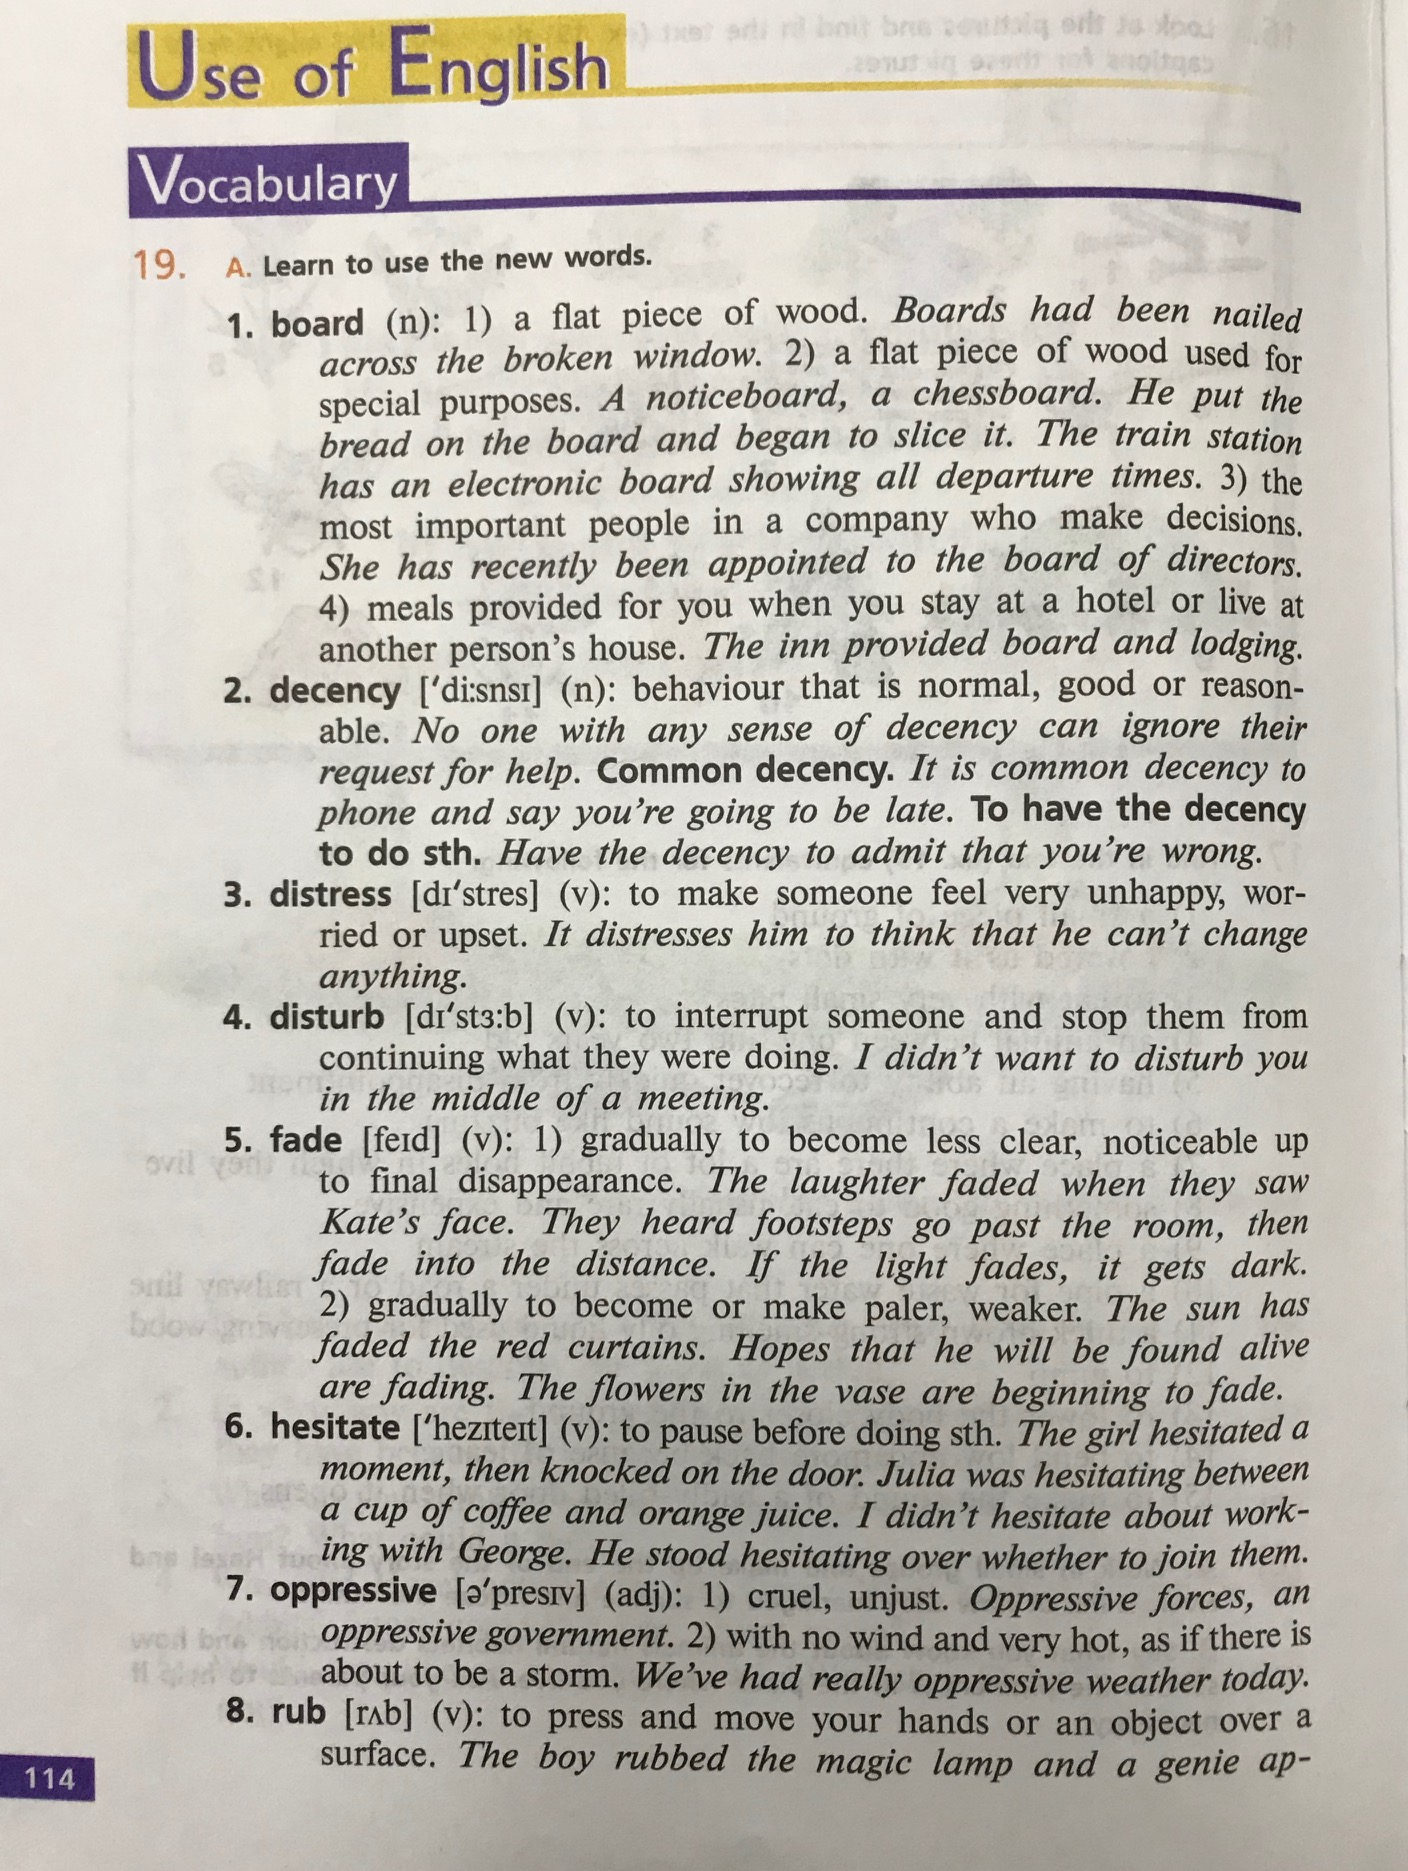 Use of English
Vocabulary
19. A. Learn to use the new words.
1. board (n): 1) a flat piece of wood. Boards had been nailed
across the broken window. 2) a flat piece of wood used for
special purposes. A noticeboard, a chessboard. He put the
bread on the board and began to slice it. The train station
has an electronic board showing all departure times. 3) the
most important people in a company who make decisions.
She has recently been appointed to the board of directors.
4) meals provided for you when you stay at a hotel or live at
another person's house. The inn provided board and lodging.
2. decency [ˈdiːsnsɪ] (n): behaviour that is normal, good or reason-
able. No one with any sense of decency can ignore their
request for help. Common decency. It is common decency to
phone and say you're going to be late. To have the decency
to do sth. Have the decency to admit that you're wrong.
3. distress [dɪˈstres] (v): to make someone feel very unhappy, wor-
ried or upset. It distresses him to think that he can't change
anything.
4. disturb [dɪˈstɜːb] (v): to interrupt someone and stop them from
continuing what they were doing. I didn't want to disturb you
in the middle of a meeting.
5. fade [feɪd] (v): 1) gradually to become less clear, noticeable up
to final disappearance. The laughter faded when they saw
Kate's face. They heard footsteps go past the room, then
fade into the distance. If the light fades, it gets dark.
2) gradually to become or make paler, weaker. The sun has
faded the red curtains. Hopes that he will be found alive
are fading. The flowers in the vase are beginning to fade.
6. hesitate [ˈhezɪteɪt] (v): to pause before doing sth. The girl hesitated a
moment, then knocked on the door. Julia was hesitating between
a cup of coffee and orange juice. I didn't hesitate about work-
ing with George. He stood hesitating over whether to join them.
7. oppressive [əˈpresɪv] (adj): 1) cruel, unjust. Oppressive forces, an
oppressive government. 2) with no wind and very hot, as if there is
about to be a storm. We've had really oppressive weather today.
8. rub [rʌb] (v): to press and move your hands or an object over a
surface. The boy rubbed the magic lamp and a genie ap-
114